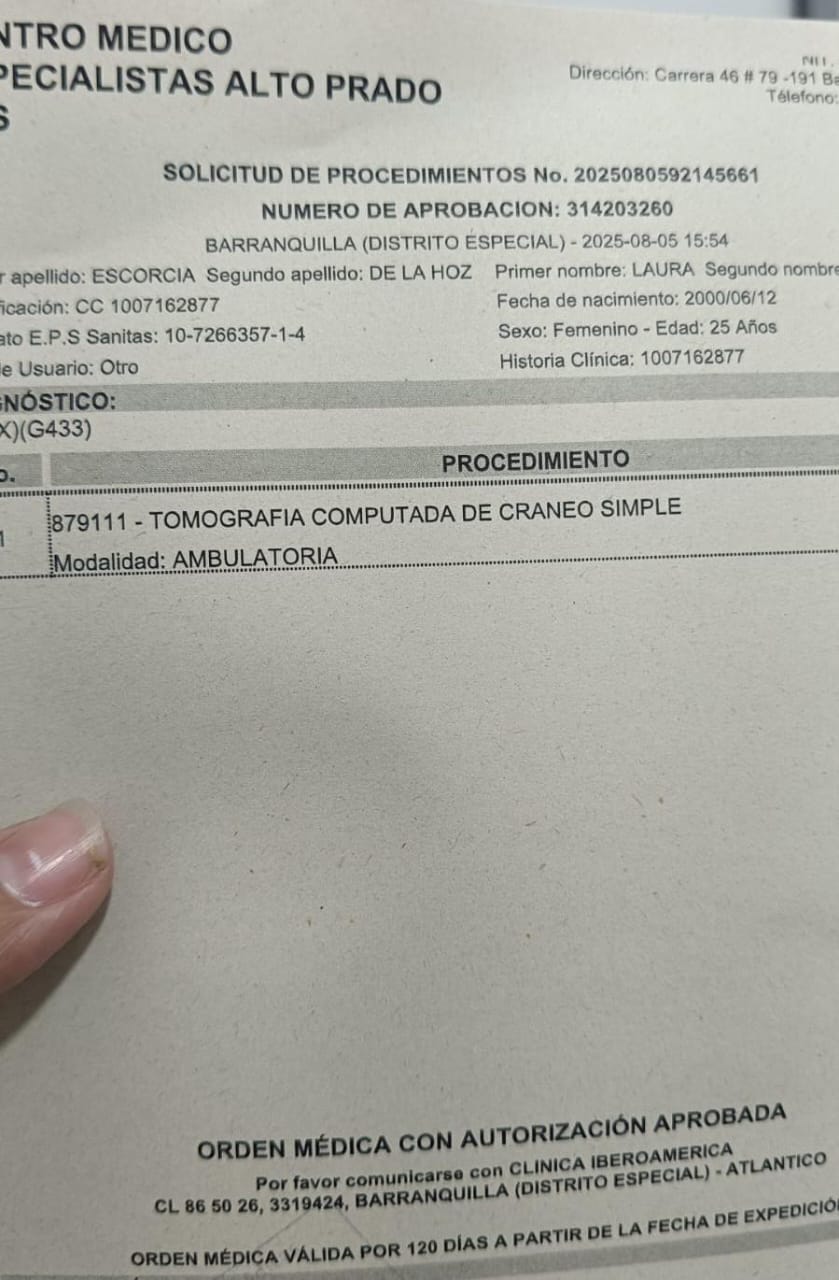 NTRO MEDICO
PECIALISTAS ALTO PRADO
S
NIT.
Dirección: Carrera 46 # 79 -191 Ba
Télefono:
SOLICITUD DE PROCEDIMIENTOS No. 2025080592145661
NUMERO DE APROBACION: 314203260
BARRANQUILLA (DISTRITO ESPECIAL) - 2025-08-05 15:54
r apellido: ESCORCIA Segundo apellido: DE LA HOZ Primer nombre: LAURA Segundo nombre
ficación: CC 1007162877 Fecha de nacimiento: 2000/06/12
ato E.P.S Sanitas: 10-7266357-1-4 Sexo: Femenino - Edad: 25 Años
e Usuario: Otro Historia Clínica: 1007162877
GNÓSTICO:
X)(G433)
o. PROCEDIMIENTO
1 879111 - TOMOGRAFIA COMPUTADA DE CRANEO SIMPLE
Modalidad: AMBULATORIA
ORDEN MÉDICA CON AUTORIZACIÓN APROBADA
Por favor comunicarse con CLINICA IBEROAMERICA
CL 86 50 26, 3319424, BARRANQUILLA (DISTRITO ESPECIAL) - ATLANTICO
ORDEN MÉDICA VÁLIDA POR 120 DÍAS A PARTIR DE LA FECHA DE EXPEDICIÓ